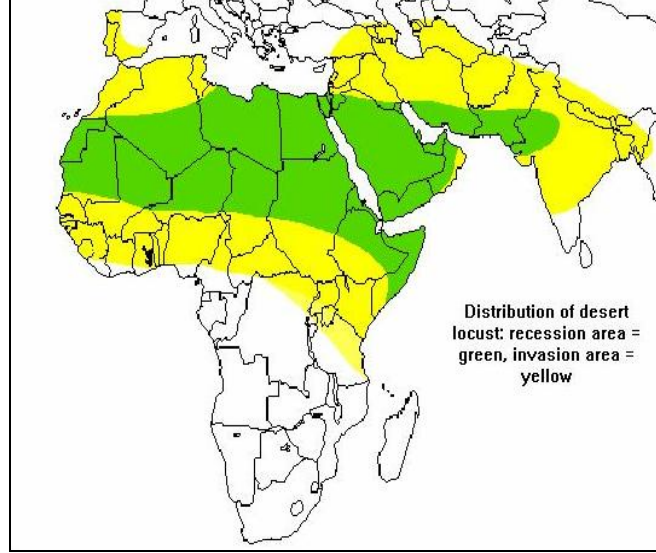 Distribution of desert
locust: recession area =
green, invasion area =
yellow